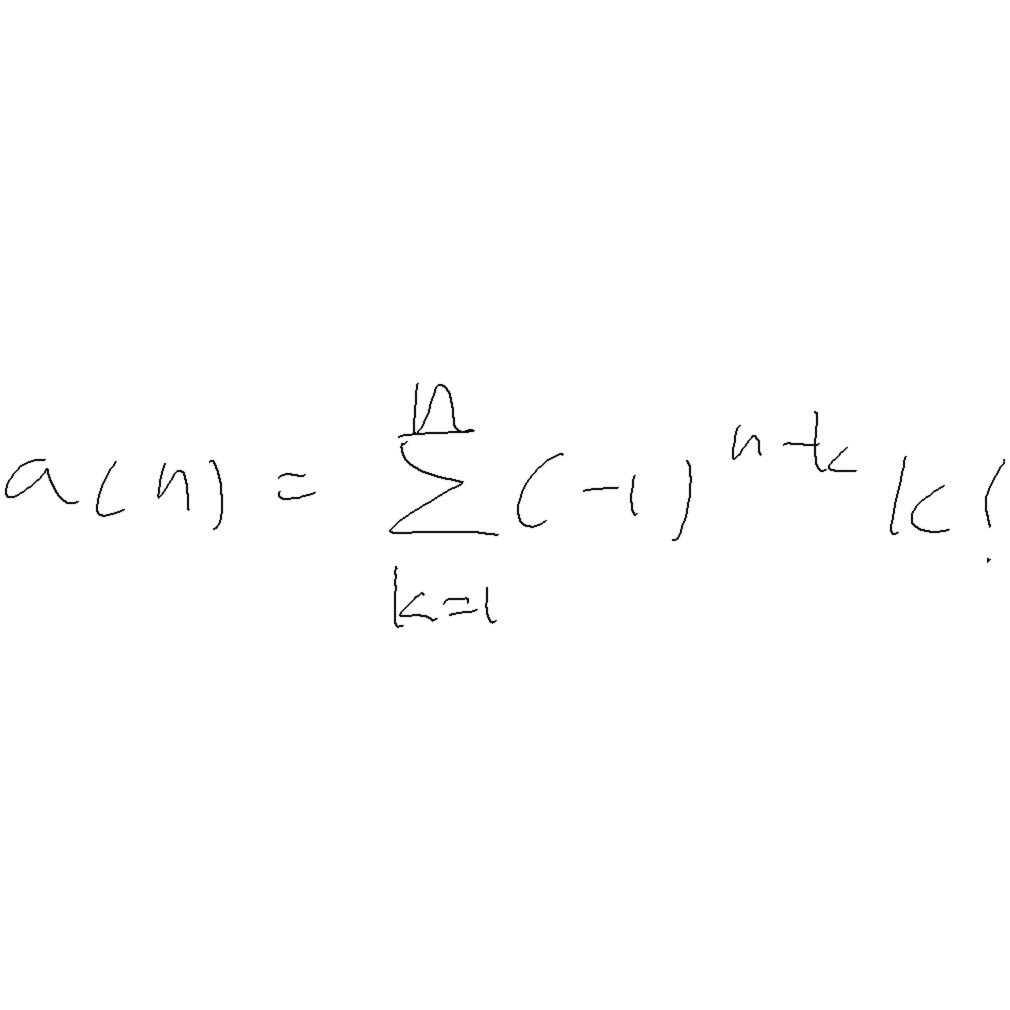 a(n) = \sum_{k=1}^{n} (-1)^{n-k} k!